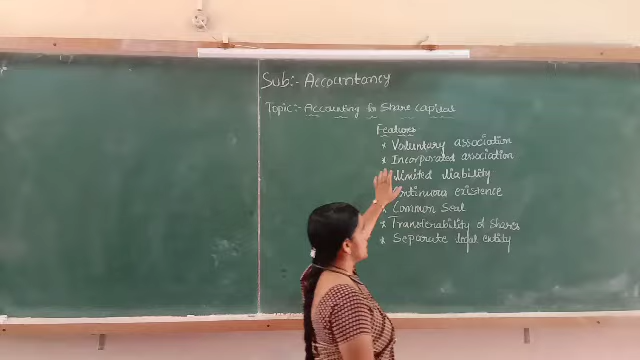 Sub:- Accountancy
Topic:- Accounting for Share capital
Features
* Voluntary association
* Incorporated association
* Limited liability
Continuous existence
* Common Seal
* Transferability of Shares
* Separate legal entity